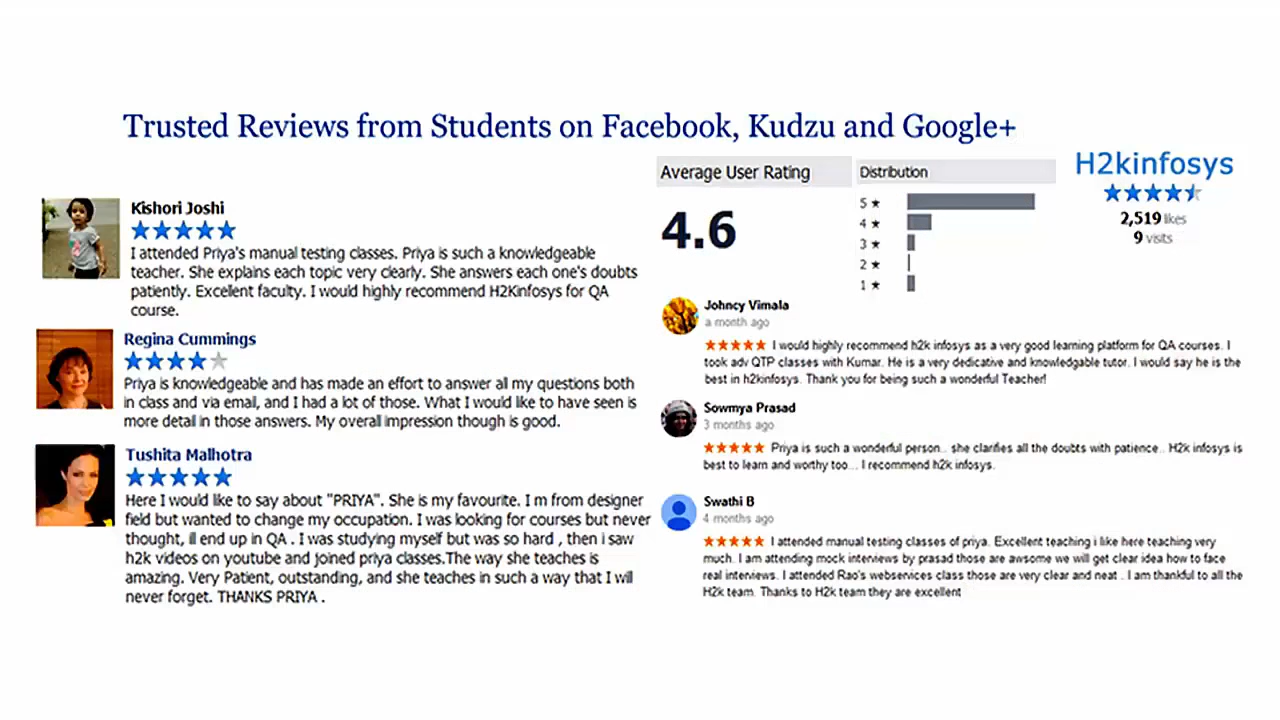 Trusted Reviews from Students on Facebook, Kudzu and Google+
Kishori Joshi
I attended Priya's manual testing classes. Priya is such a knowledgeable
teacher. She explains each topic very clearly. She answers each one's doubts
patiently. Excellent faculty. I would highly recommend H2Kinfosys for QA
course.
Regina Cummings
Priya is knowledgeable and has made an effort to answer all my questions both
in class and via email, and I had a lot of those. What I would like to have seen is
more detail in those answers. My overall impression though is good.
Tushita Malhotra
Here I would like to say about "PRIYA". She is my favourite. I m from designer
field but wanted to change my occupation. I was looking for courses but never
thought, ill end up in QA . I was studying myself but was so hard , then i saw
h2k videos on youtube and joined priya classes.The way she teaches is
amazing. Very Patient, outstanding, and she teaches in such a way that I will
never forget. THANKS PRIYA .
Average User Rating
4.6
Distribution
5 ★
4 ★
3 ★
2 ★
1 ★
H2kinfosys
2,519 likes
9 visits
Johncy Vimala
a month ago
I would highly recommend h2k infosys as a very good learning platform for QA courses. I
took adv QTP classes with Kumar. He is a very dedicative and knowledgable tutor. I would say he is the
best in h2kinfosys. Thank you for being such a wonderful Teacher!
Sowmya Prasad
3 months ago
Priya is such a wonderful person.. she clarifies all the doubts with patience.. H2k infosys is
best to learn and worthy too... I recommend h2k infosys.
Swathi B
4 months ago
I attended manual testing classes of priya. Excellent teaching i like here teaching very
much. I am attending mock interviews by prasad those are awsome we will get clear idea how to face
real interviews. I attended Rao's webservices class those are very clear and neat . I am thankful to all the
H2k team. Thanks to H2k team they are excellent